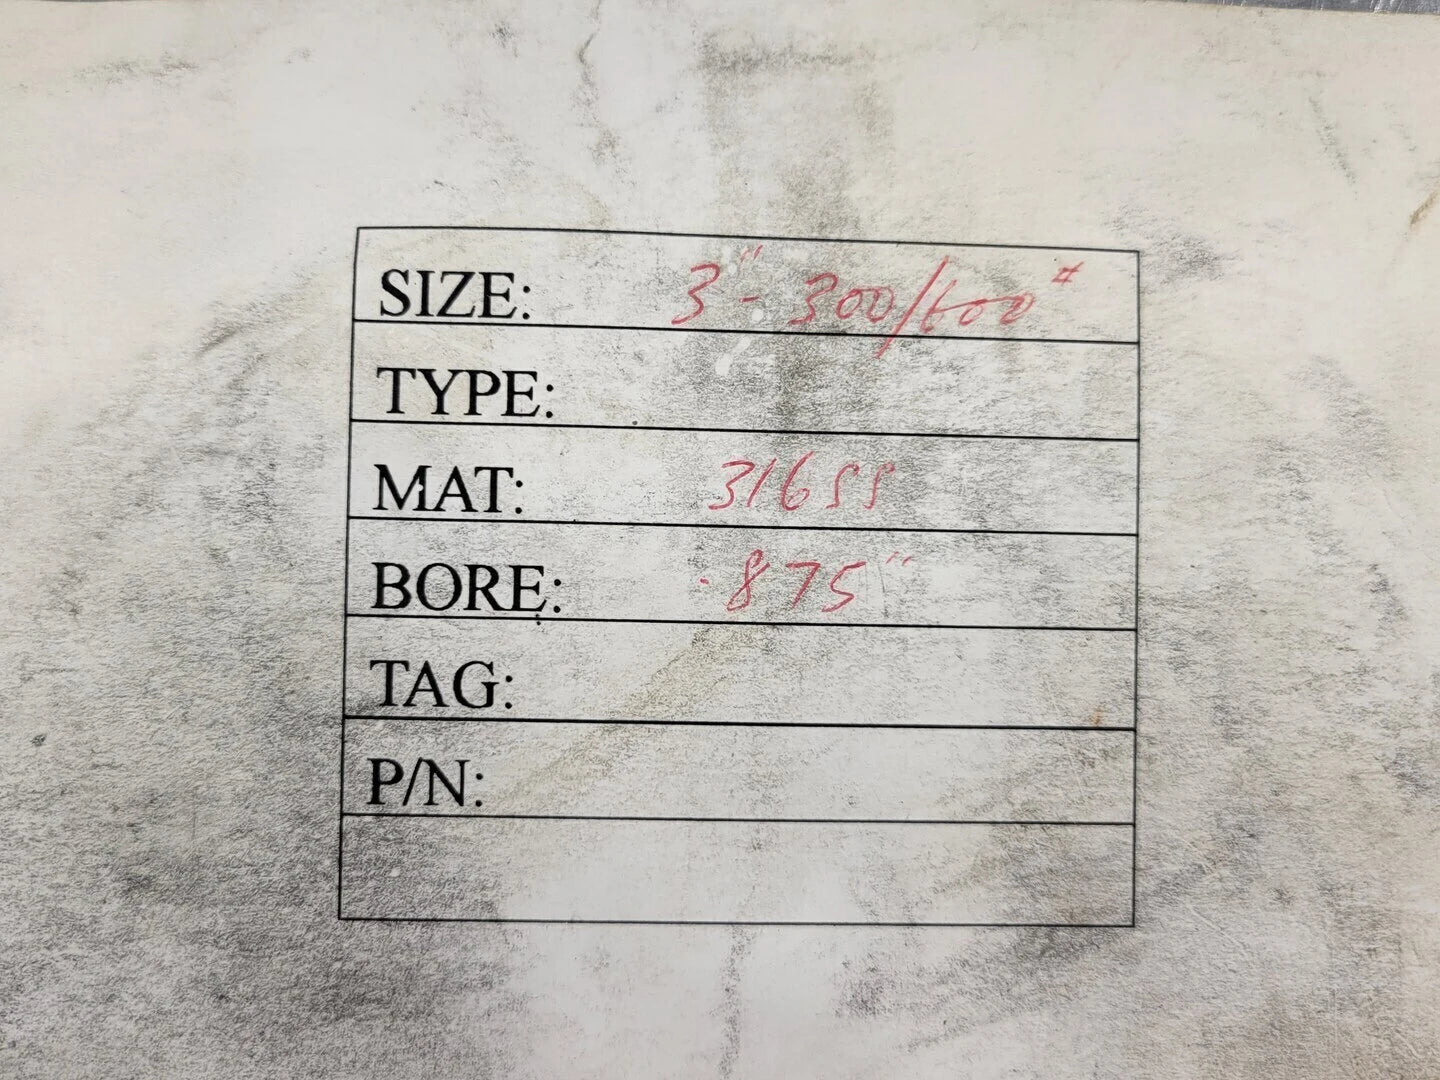 SIZE: 3" - 300/600#
TYPE:
MAT: 316SS
BORE: .875"
TAG:
P/N: